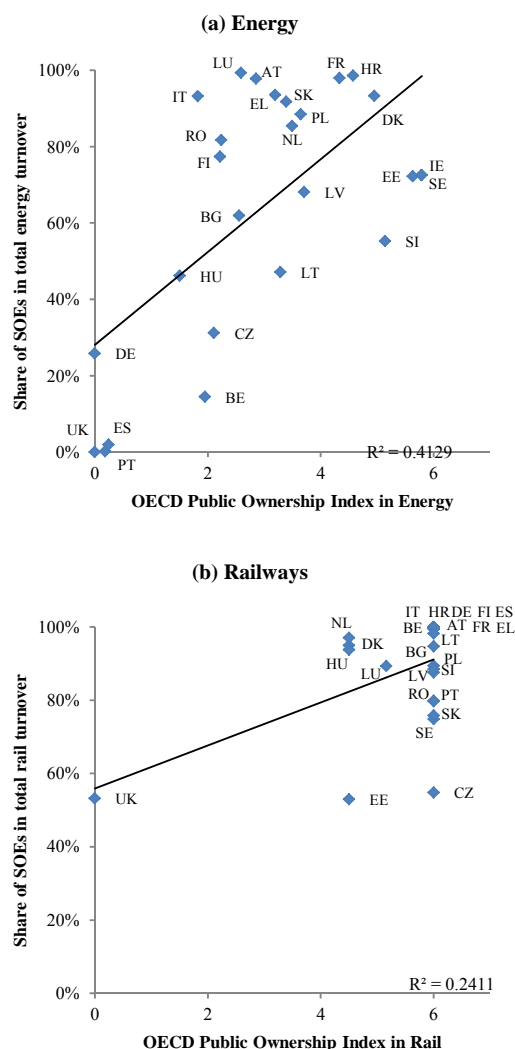 (a) Energy
Share of SOEs in total energy turnover
100%
80%
60%
40%
20%
0%
LU
AT
FR
HR
IT
EL
SK
DK
PL
NL
RO
FI
EE
IE
SE
LV
BG
SI
HU
LT
CZ
DE
BE
UK
ES
PT
R² = 0.4129
0
2
4
6
OECD Public Ownership Index in Energy
(b) Railways
Share of SOEs in total rail turnover
100%
80%
60%
40%
20%
0%
IT HR DE FI ES
NL
BE AT FR EL
DK
LT
HU
BG
PL
LU
LV
SI
RO
PT
SK
SE
UK
EE
CZ
R² = 0.2411
0
2
4
6
OECD Public Ownership Index in Rail